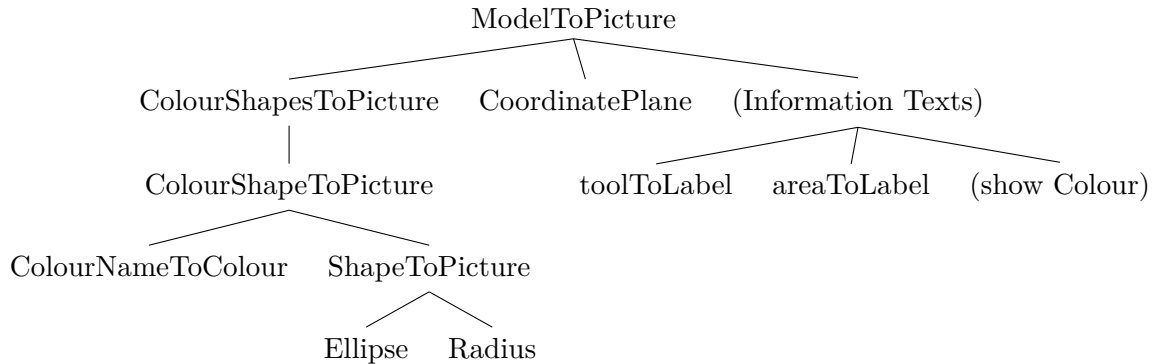 ModelToPicture
ColourShapesToPicture CoordinatePlane (Information Texts)
ColourShapeToPicture toolToLabel areaToLabel (show Colour)
ColourNameToColour ShapeToPicture
Ellipse Radius